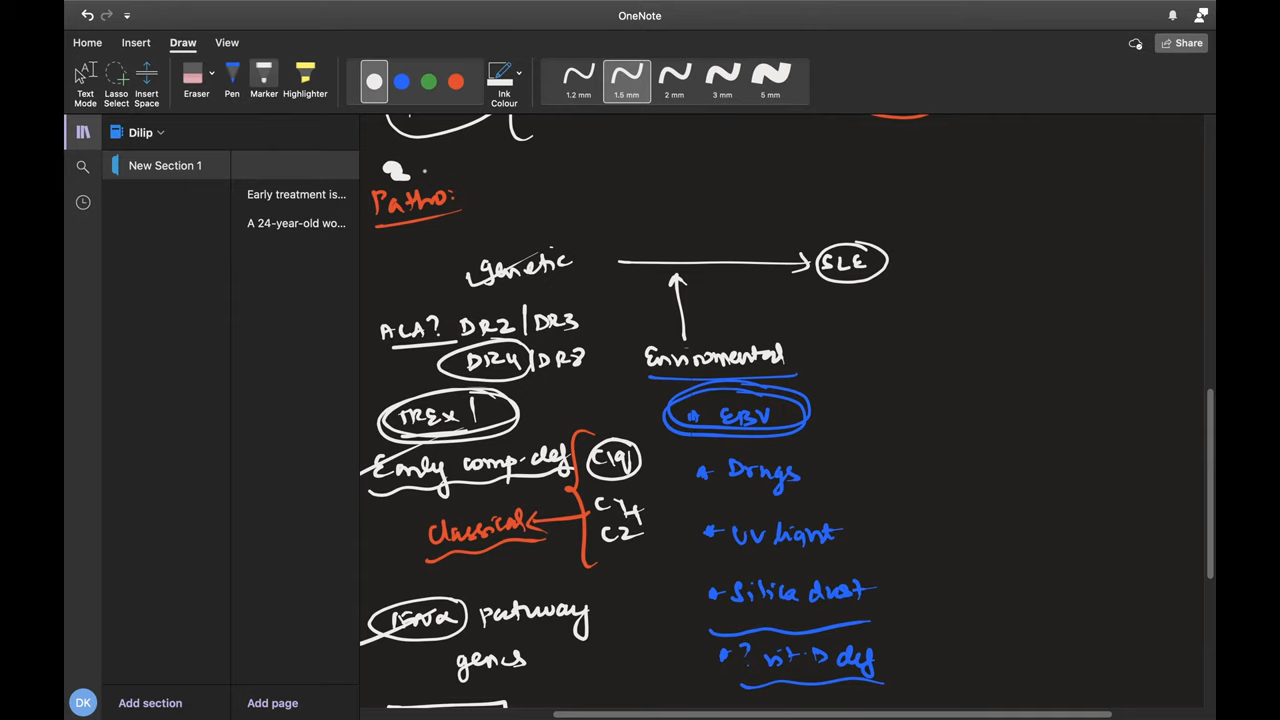 OneNote
Home Insert Draw View
Share
Text Mode
Lasso Select
Insert Space
Eraser
Pen
Marker
Highlighter
Ink Colour
1.2 mm
1.5 mm
2 mm
3 mm
5 mm
Dilip
New Section 1
Early treatment is...
A 24-year-old wo...
Patho:
genetic
SLE
DR2 | DR3
DR4 | DR8
Enviromental
TREX 1
* EBV
Early comp. def
C1q
* Drugs
C4
Classical
C2
* UV light
* Silica dust
pathway
genes
* ? vit. D def
DK
Add section
Add page